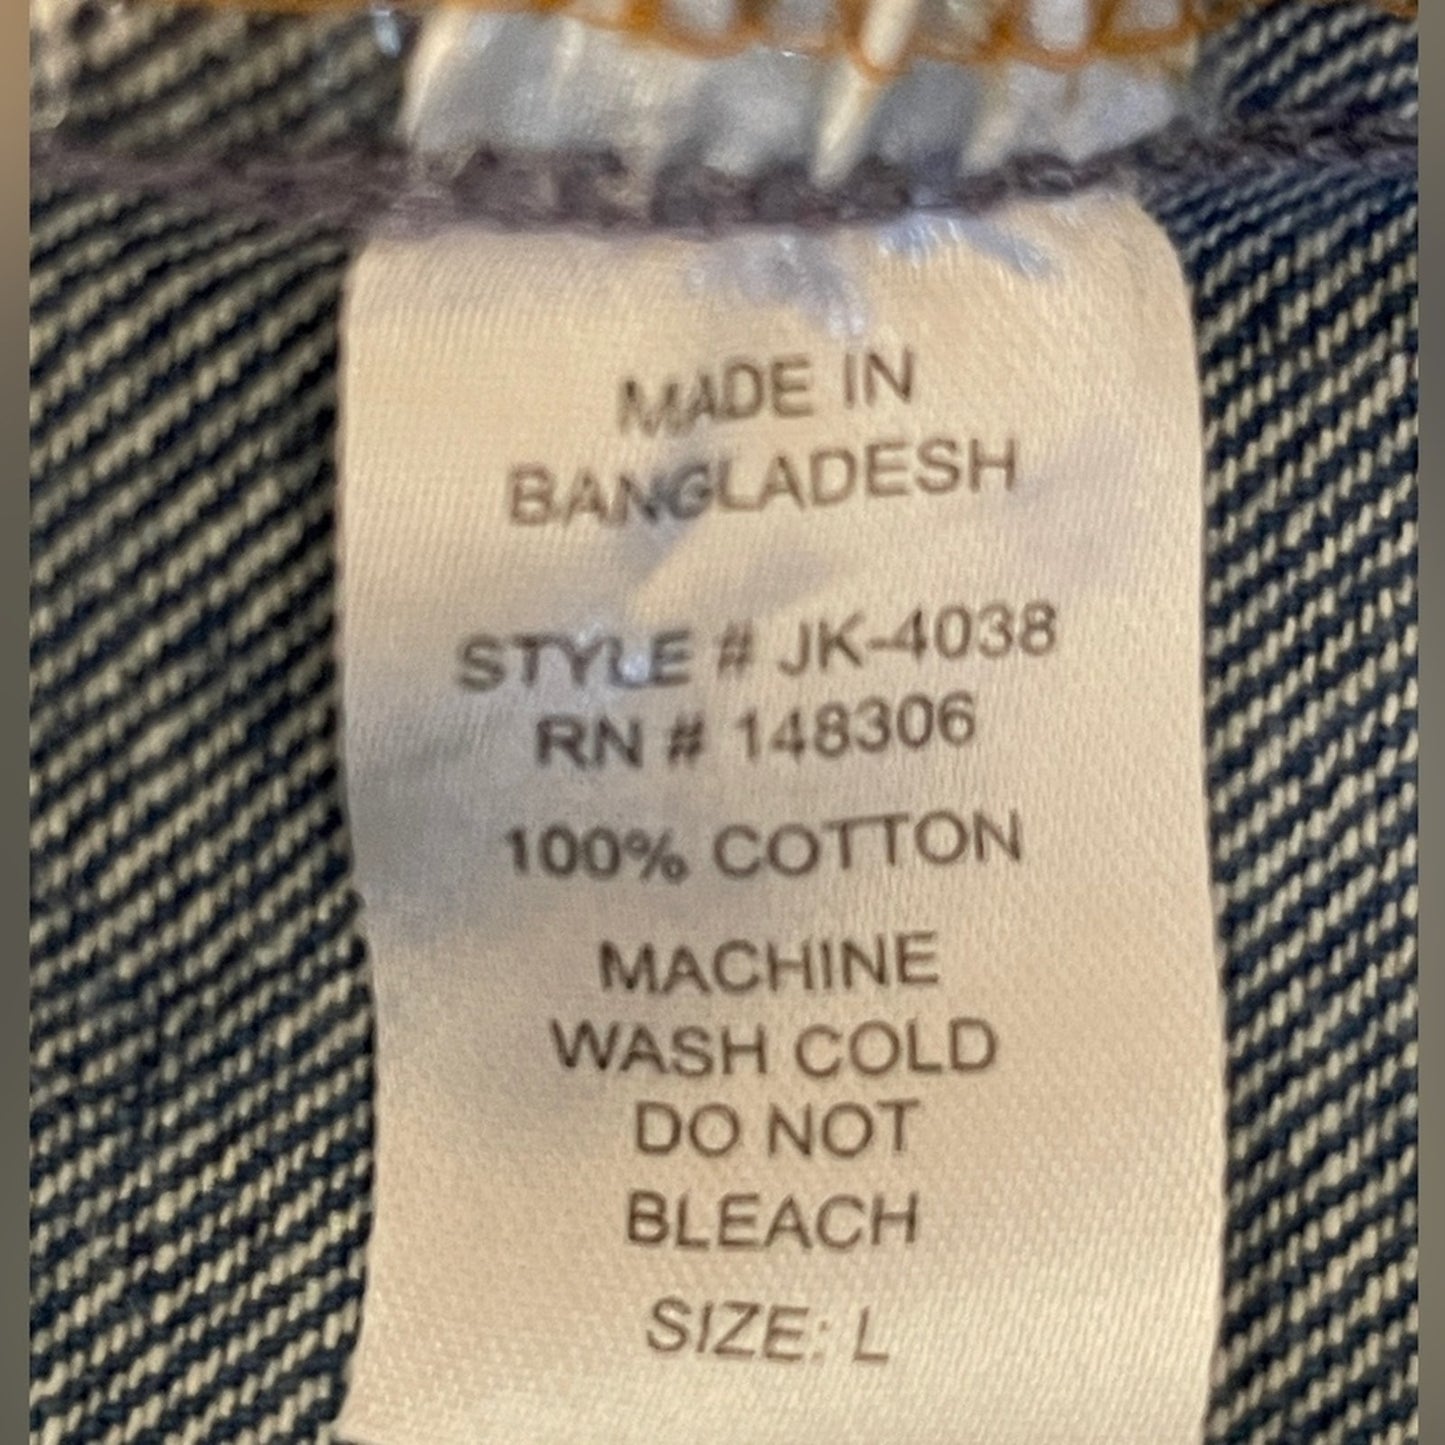 MADE IN
BANGLADESH
STYLE # JK-4038
RN # 148306
100% COTTON
MACHINE
WASH COLD
DO NOT
BLEACH
SIZE: L